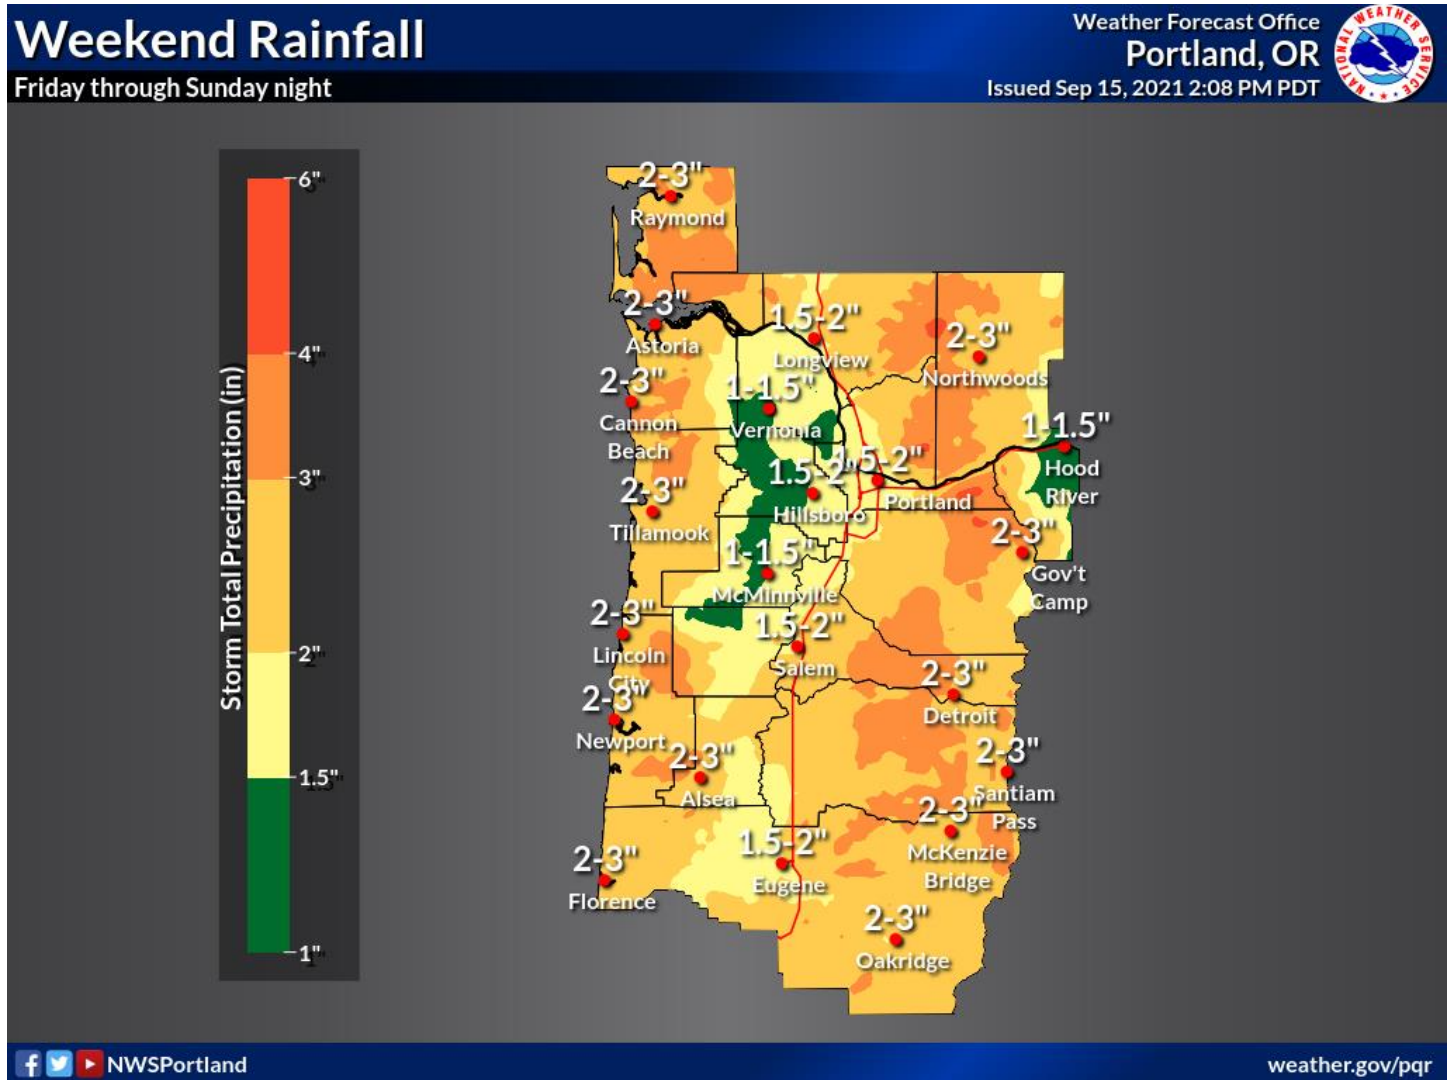 Weekend Rainfall
Friday through Sunday night
Weather Forecast Office
Portland, OR
Issued Sep 15, 2021 2:08 PM PDT
NATIONAL WEATHER SERVICE
Storm Total Precipitation (in)
6"
4"
3"
2"
1.5"
1"
2-3"
Raymond
2-3"
Astoria
1.5-2"
Longview
2-3"
Northwoods
2-3"
Cannon
Beach
1-1.5"
Vernonia
1-1.5"
Hood
River
2-3"
Tillamook
1.5-2"
Hillsboro
1.5-2"
Portland
2-3"
Gov't
Camp
1-1.5"
McMinnville
2-3"
Lincoln
City
1.5-2"
Salem
2-3"
Detroit
2-3"
Newport
2-3"
Alsea
2-3"
Santiam
Pass
2-3"
McKenzie
Bridge
2-3"
Florence
1.5-2"
Eugene
2-3"
Oakridge
NWSPortland
weather.gov/pqr